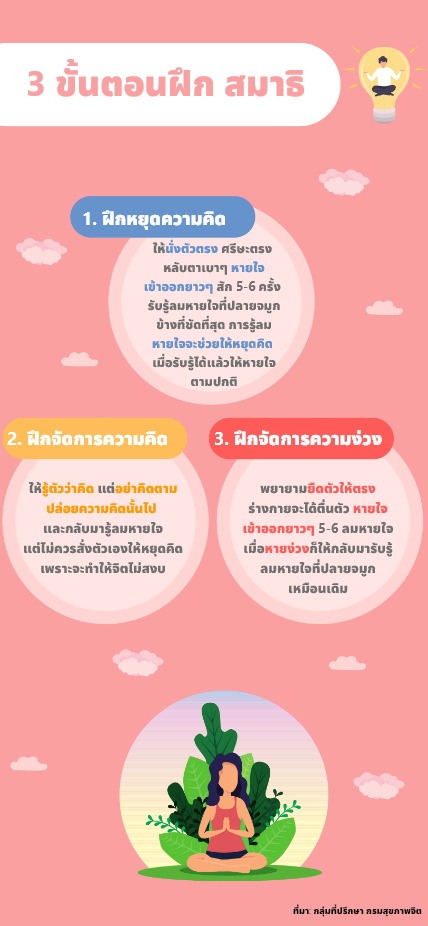 3 ขั้นตอนฝึก สมาธิ
1. ฝึกหยุดความคิด
ให้นั่งตัวตรง ศรีษะตรง
หลับตาเบาๆ หายใจ
เข้าออกยาวๆ สัก 5-6 ครั้ง
รับรู้ลมหายใจที่ปลายจมูก
ข้างที่ชัดที่สุด การรู้ลม
หายใจจะช่วยให้หยุดคิด
เมื่อรับรู้ได้แล้วให้หายใจ
ตามปกติ
2. ฝึกจัดการความคิด
ให้รู้ตัวว่าคิด แต่อย่าคิดตาม
ปล่อยความคิดนั้นไป
และกลับมารู้ลมหายใจ
แต่ไม่ควรสั่งตัวเองให้หยุดคิด
เพราะจะทำให้จิตไม่สงบ
3. ฝึกจัดการความง่วง
พยายามยืดตัวให้ตรง
ร่างกายจะได้ตื่นตัว หายใจ
เข้าออกยาวๆ 5-6 ลมหายใจ
เมื่อหายง่วงก็ให้กลับมารับรู้
ลมหายใจที่ปลายจมูก
เหมือนเดิม
ที่มา: กลุ่มที่ปรึกษา กรมสุขภาพจิต